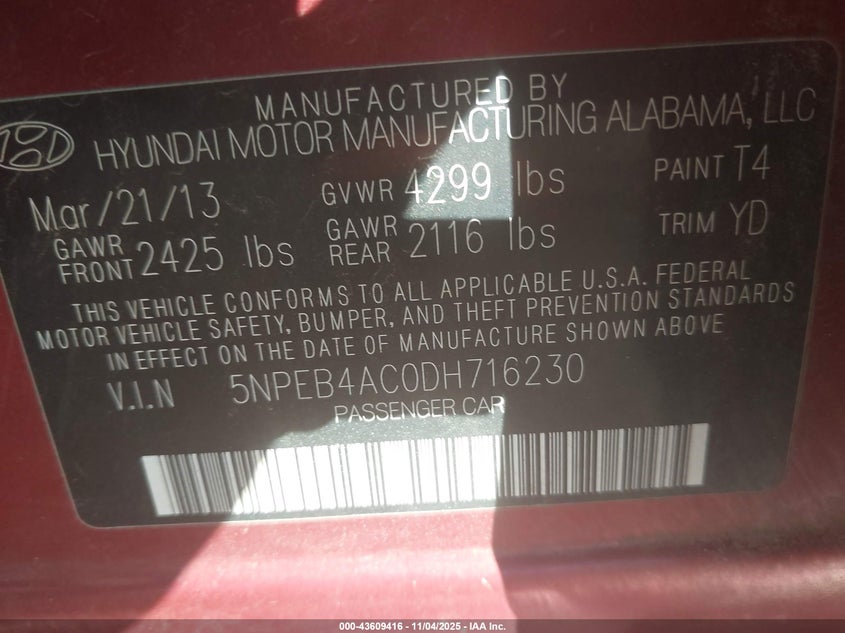 MANUFACTURED BY
HYUNDAI MOTOR MANUFACTURING ALABAMA, LLC
Mar/21/13 GVWR 4299 lbs PAINT T4
GAWR FRONT 2425 lbs GAWR REAR 2116 lbs TRIM YD
THIS VEHICLE CONFORMS TO ALL APPLICABLE U.S.A. FEDERAL
MOTOR VEHICLE SAFETY, BUMPER, AND THEFT PREVENTION STANDARDS
IN EFFECT ON THE DATE OF MANUFACTURE SHOWN ABOVE
V.I.N 5NPEB4AC0DH716230
PASSENGER CAR
000-43609416 - 11/04/2025 - IAA Inc.